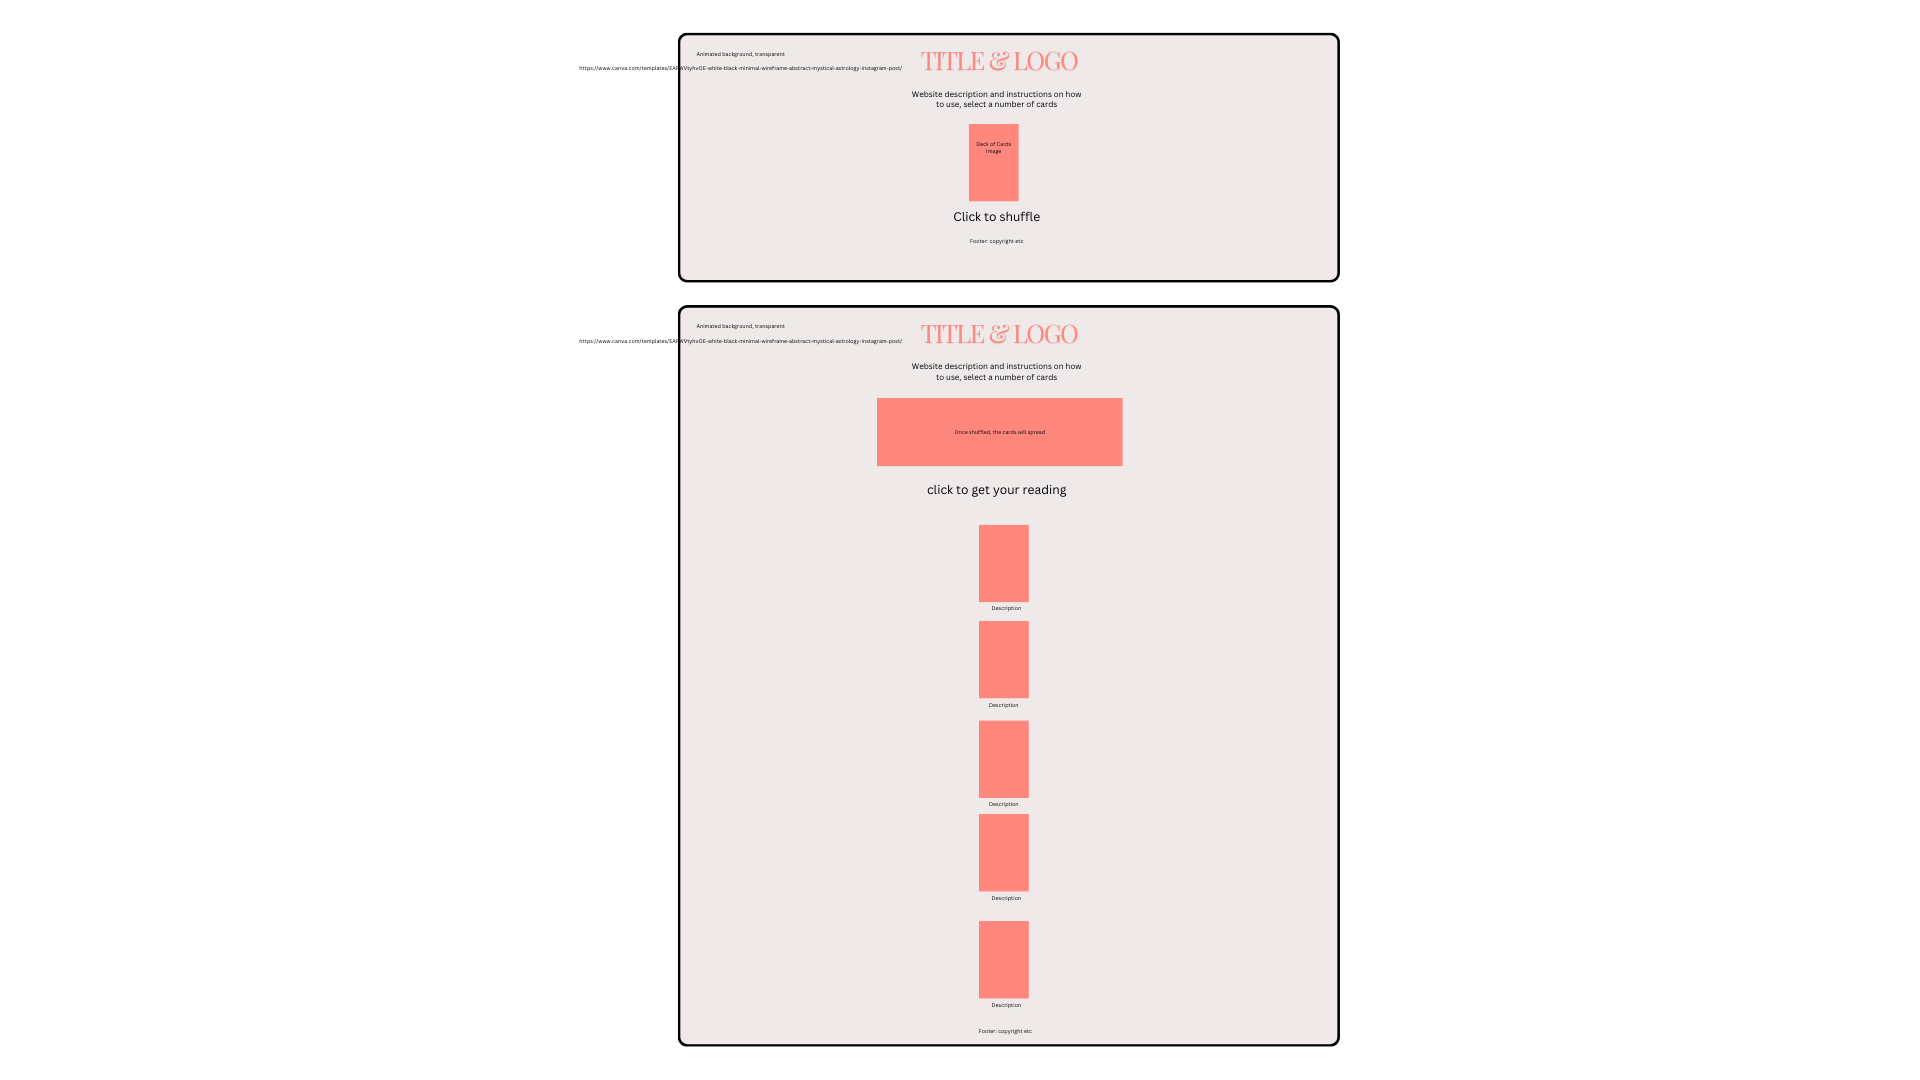 Animated background, transparent
TITLE & LOGO
https://www.canva.com/templates/EAFWVtyhvDE-white-black-minimal-wireframe-abstract-mystical-astrology-instagram-post/
Website description and instructions on how
to use, select a number of cards
Deck of Cards
Image
Click to shuffle
Footer: copyright etc
Animated background, transparent
TITLE & LOGO
https://www.canva.com/templates/EAFWVtyhvDE-white-black-minimal-wireframe-abstract-mystical-astrology-instagram-post/
Website description and instructions on how
to use, select a number of cards
Once shuffled, the cards will spread
click to get your reading
Description
Description
Description
Description
Description
Footer: copyright etc